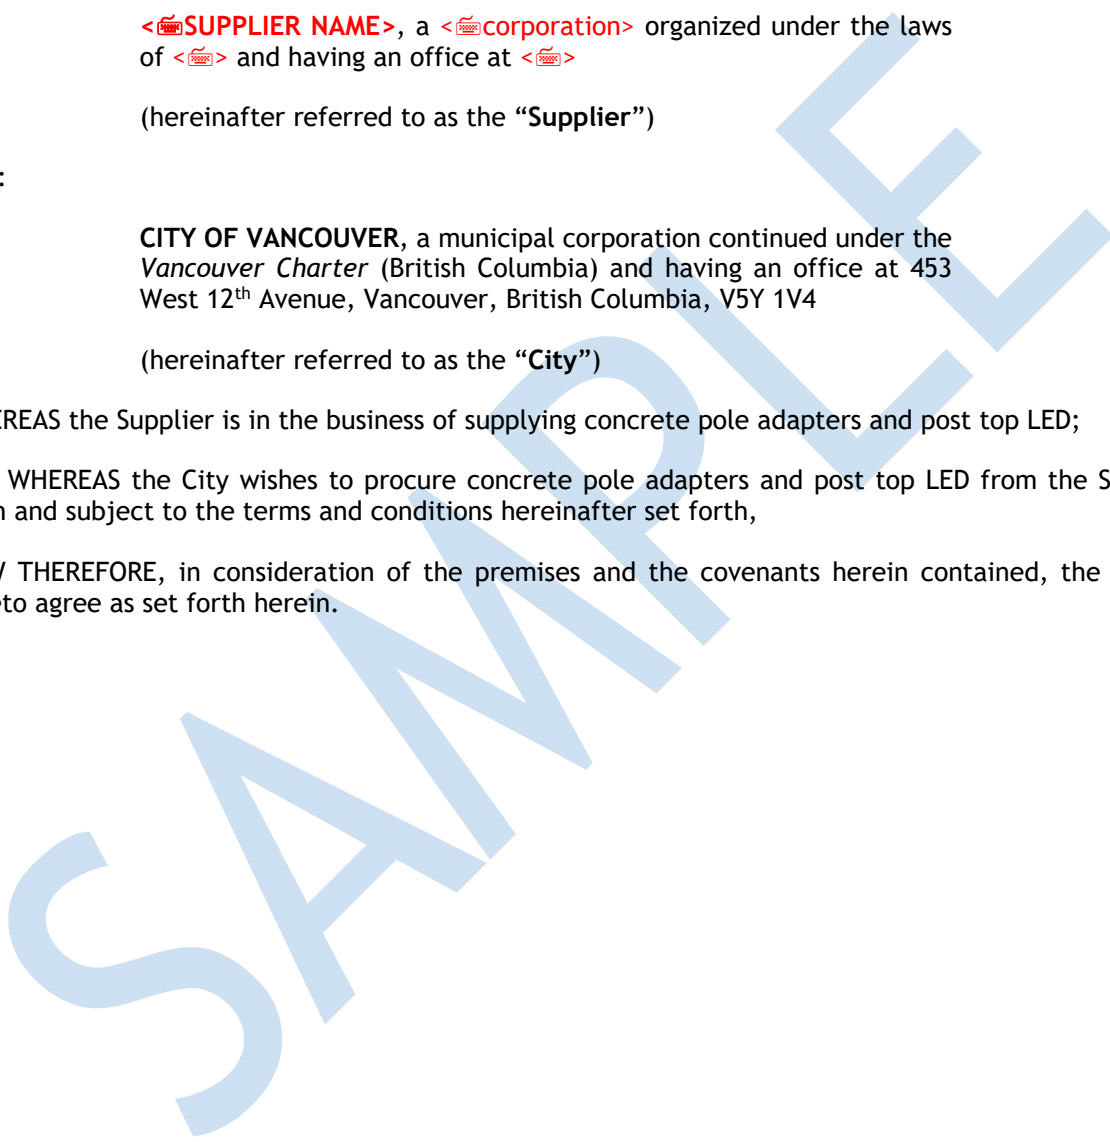 <SUPPLIER NAME>, a <corporation> organized under the laws
of <> and having an office at <>
(hereinafter referred to as the “Supplier”)
:
CITY OF VANCOUVER, a municipal corporation continued under the
Vancouver Charter (British Columbia) and having an office at 453
West 12th Avenue, Vancouver, British Columbia, V5Y 1V4
(hereinafter referred to as the “City”)
EREAS the Supplier is in the business of supplying concrete pole adapters and post top LED;
WHEREAS the City wishes to procure concrete pole adapters and post top LED from the S
and subject to the terms and conditions hereinafter set forth,
THEREFORE, in consideration of the premises and the covenants herein contained, the
eto agree as set forth herein.
SAMPLE